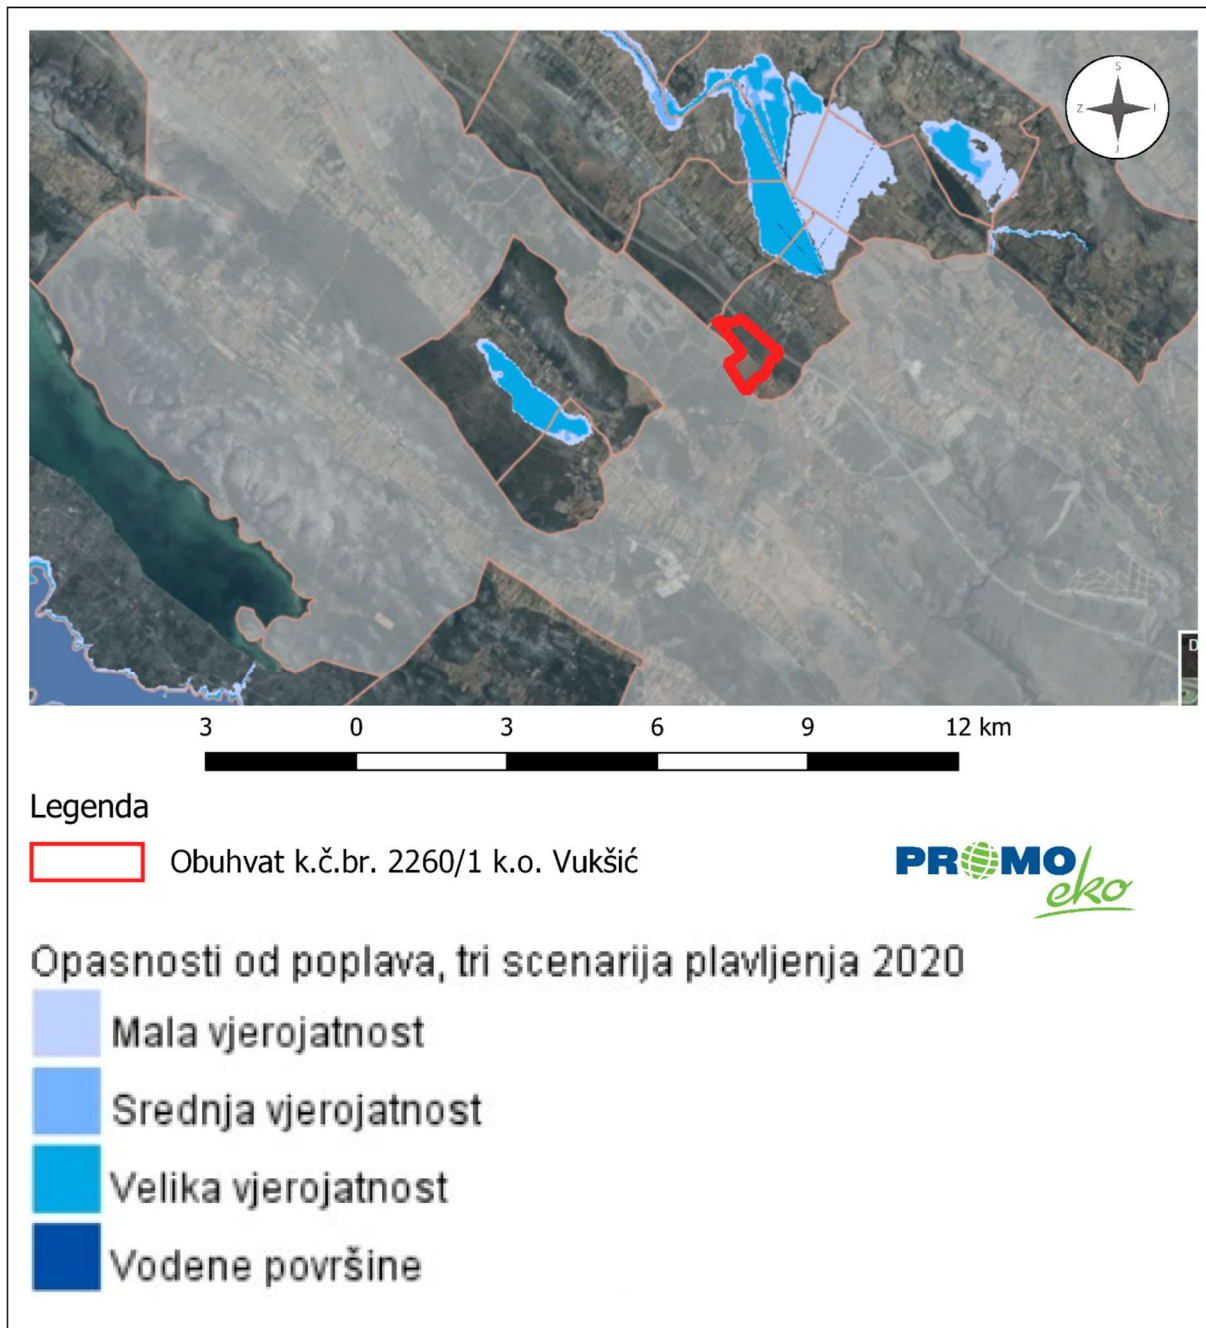 S
Z I
J
D
3 0 3 6 9 12 km
Legenda
Obuhvat k.č.br. 2260/1 k.o. Vukšić
PROMO
eko
Opasnosti od poplava, tri scenarija plavljenja 2020
Mala vjerojatnost
Srednja vjerojatnost
Velika vjerojatnost
Vodene površine